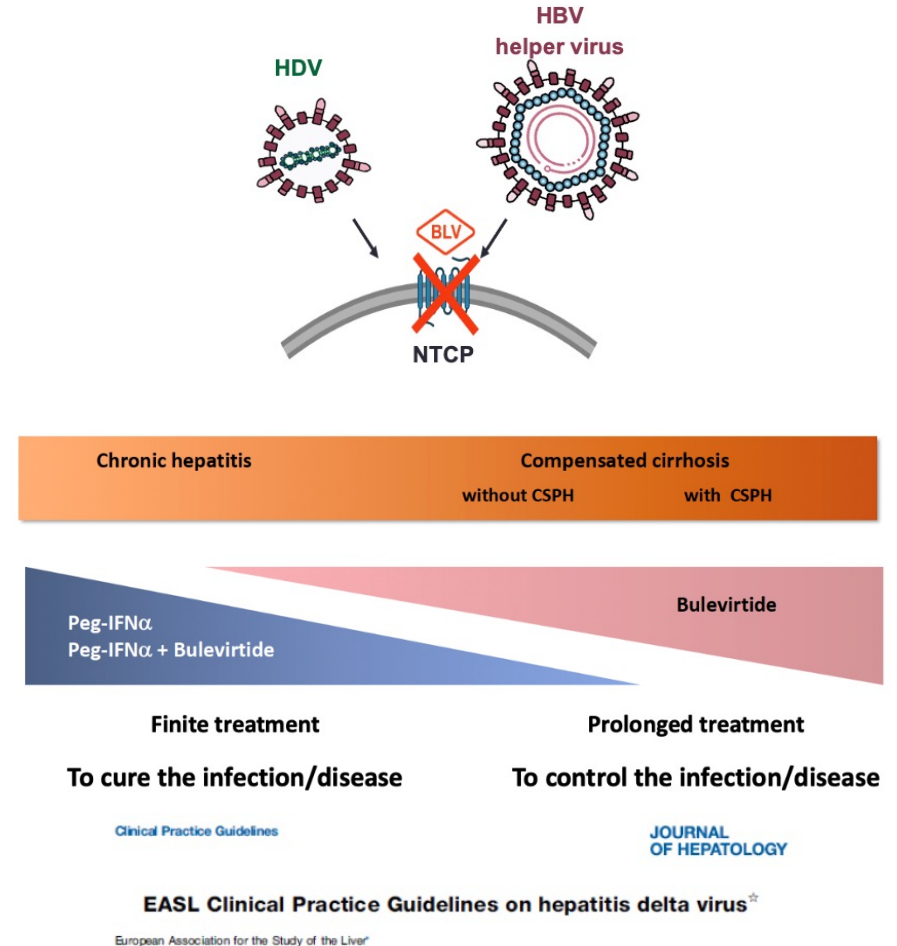 HBV
helper virus
HDV
BLV
NTCP
Chronic hepatitis
Compensated cirrhosis
without CSPH
with CSPH
Bulevirtide
Peg-IFNα
Peg-IFNα + Bulevirtide
Finite treatment
Prolonged treatment
To cure the infection/disease
To control the infection/disease
Clinical Practice Guidelines
JOURNAL
OF HEPATOLOGY
EASL Clinical Practice Guidelines on hepatitis delta virus☆
European Association for the Study of the Liver*